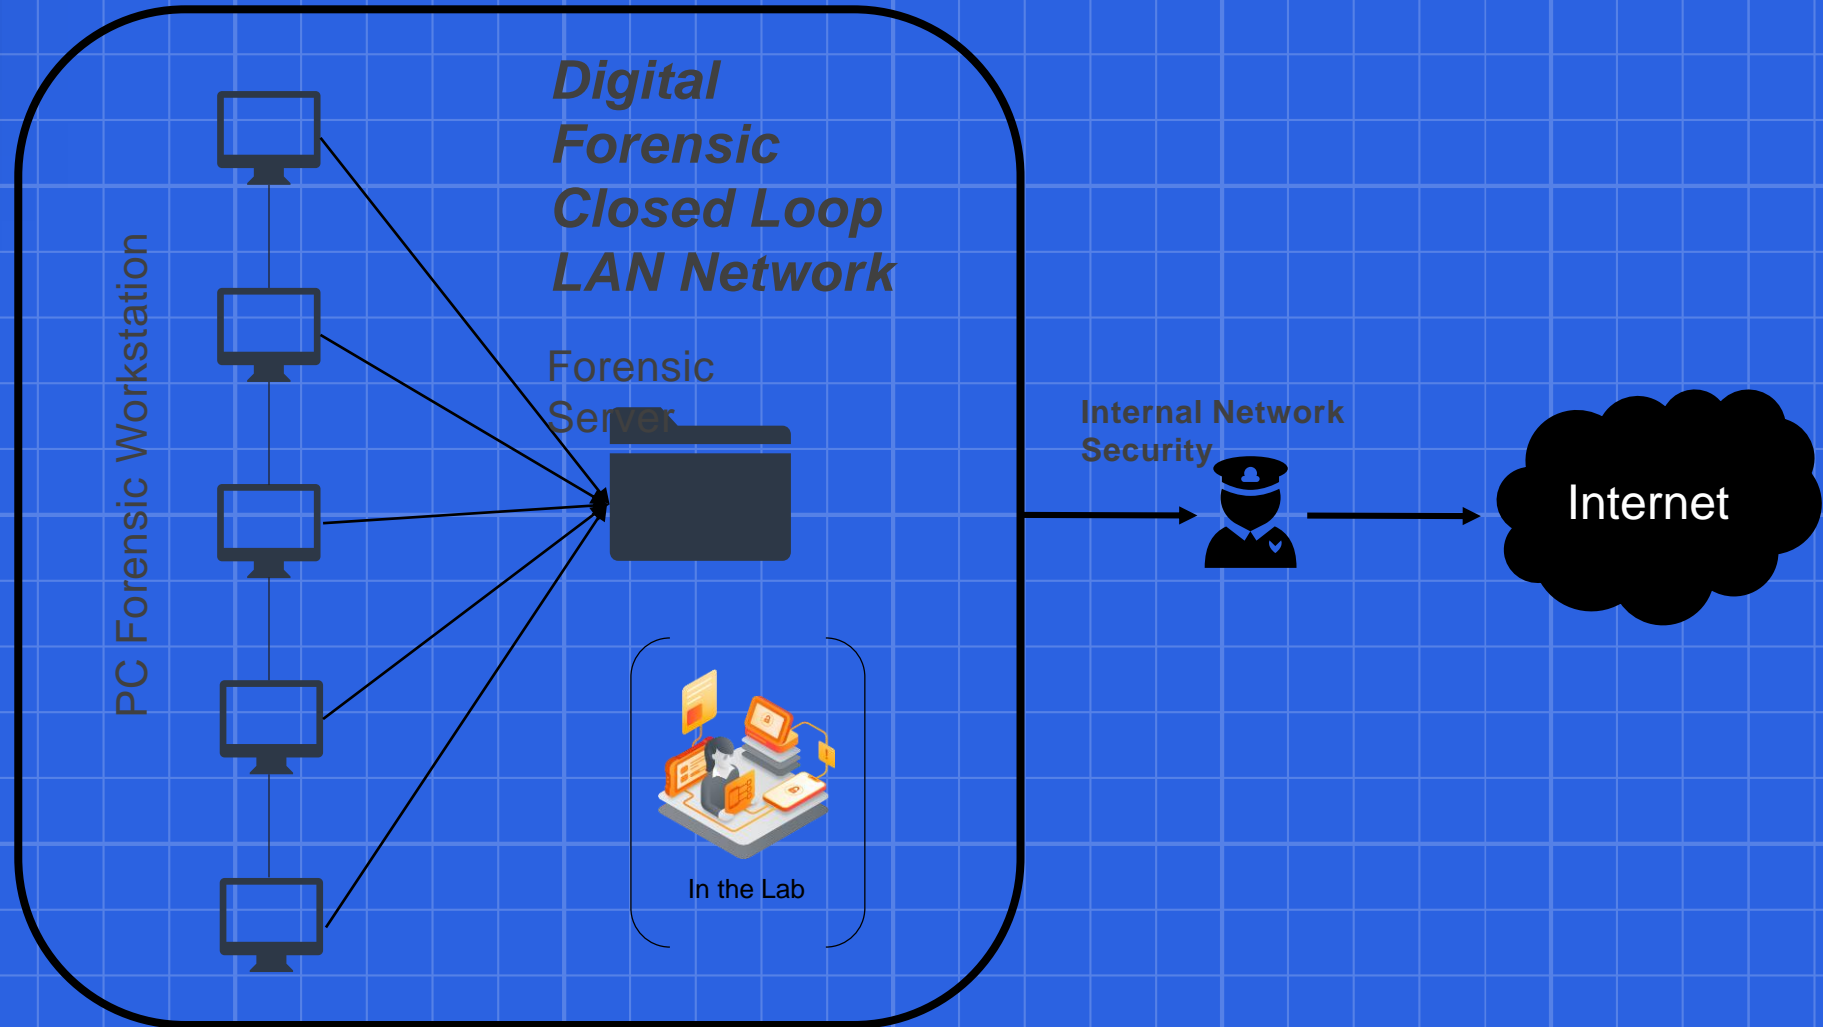 Digital
Forensic
Closed Loop
LAN Network
PC Forensic Workstation
Forensic
Server
Internal Network
Security
Internet
In the Lab